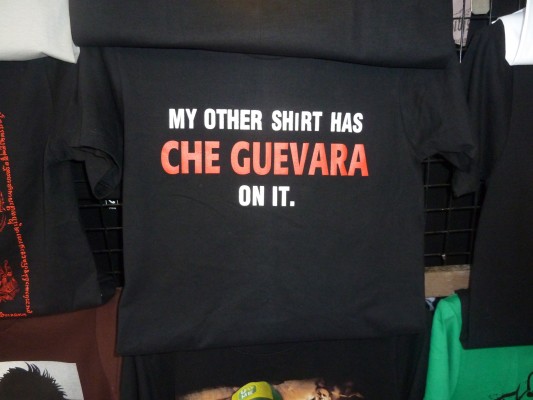 MY OTHER SHIRT HAS
CHE GUEVARA
ON IT.